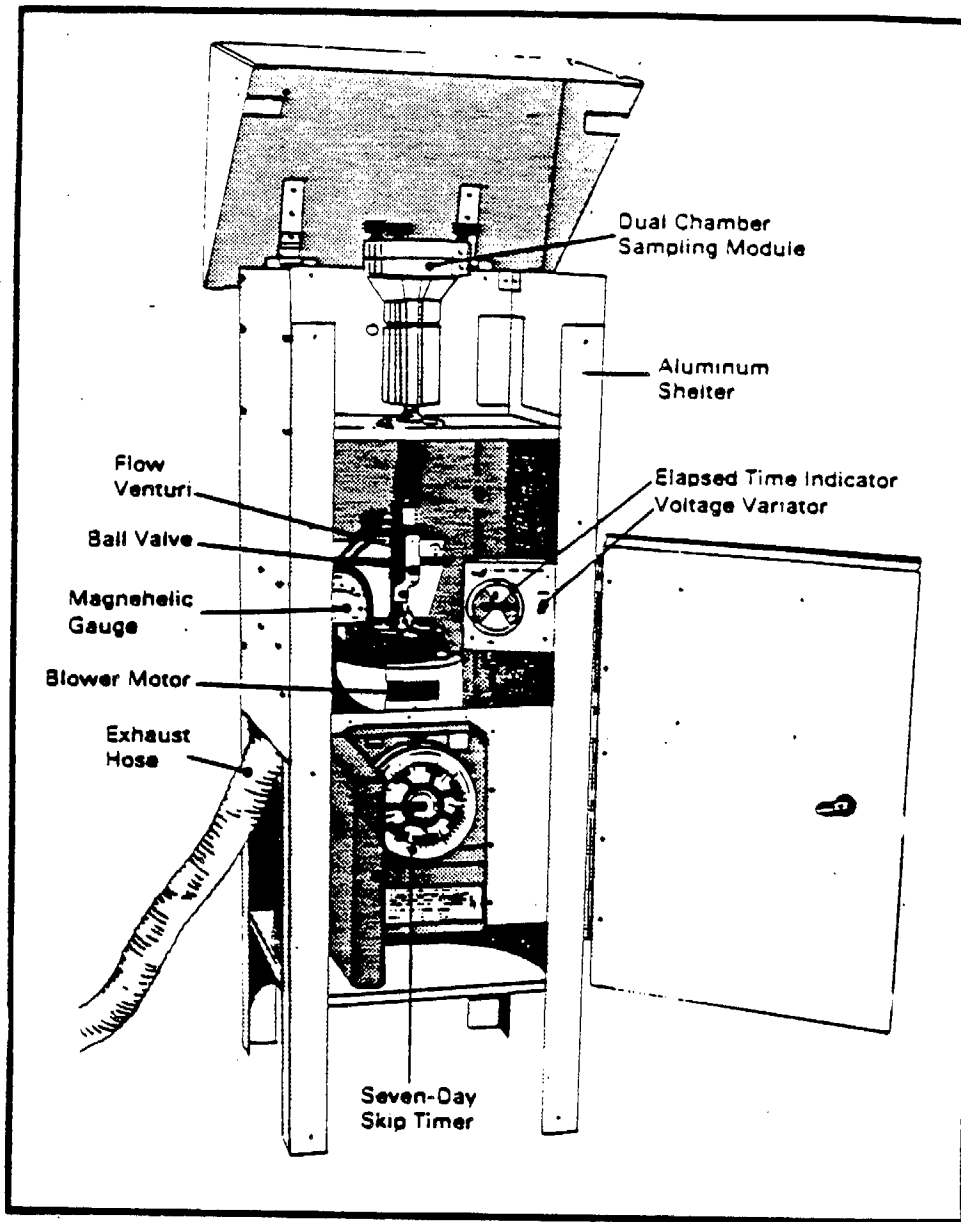 Dual Chamber
Sampling Module
Aluminum
Shelter
Flow
Venturi
Elapsed Time Indicator
Voltage Variator
Ball Valve
Magnehelic
Gauge
Blower Motor
Exhaust
Hose
Seven-Day
Skip Timer